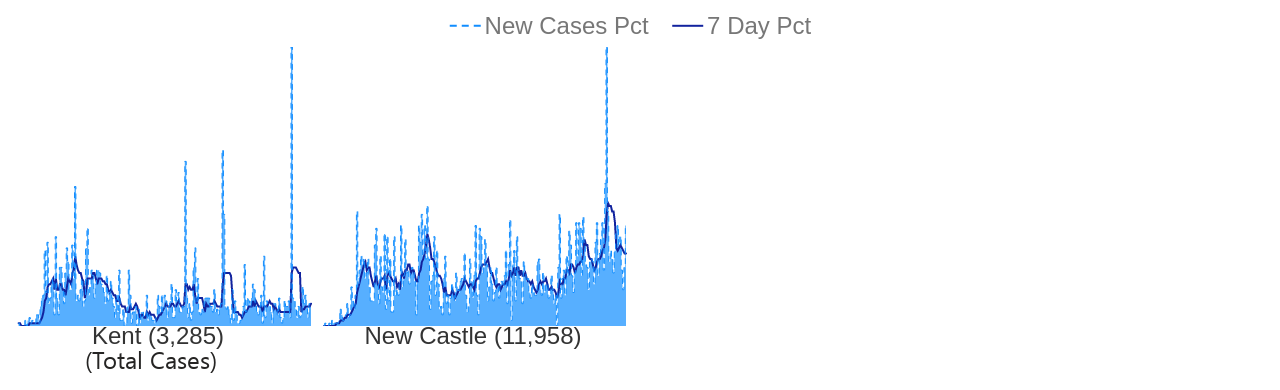 New Cases Pct 7 Day Pct
Kent (3,285) New Castle (11,958)
(Total Cases)